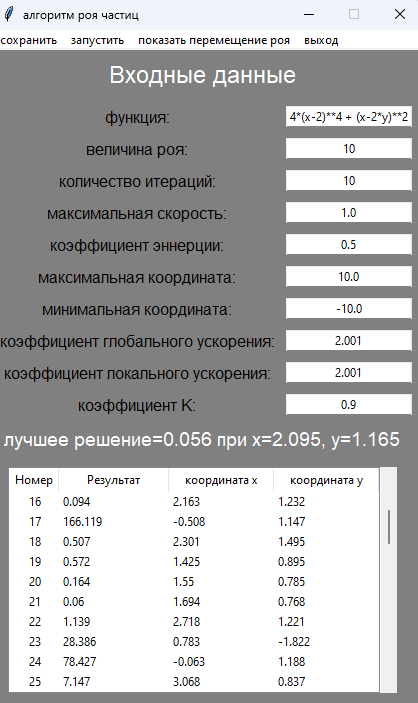 алгоритм роя частиц
сохранить запустить показать перемещение роя выход
Входные данные
функция: 4*(x-2)**4 + (x-2*y)**2
величина роя: 10
количество итераций: 10
максимальная скорость: 1.0
коэффициент эннерции: 0.5
максимальная координата: 10.0
минимальная координата: -10.0
коэффициент глобального ускорения: 2.001
коэффициент локального ускорения: 2.001
коэффициент K: 0.9
лучшее решение=0.056 при x=2.095, y=1.165
Номер Результат координата x координата y
16 0.094 2.163 1.232
17 166.119 -0.508 1.147
18 0.507 2.301 1.495
19 0.572 1.425 0.895
20 0.164 1.55 0.785
21 0.06 1.694 0.768
22 1.139 2.718 1.221
23 28.386 0.783 -1.822
24 78.427 -0.063 1.188
25 7.147 3.068 0.837